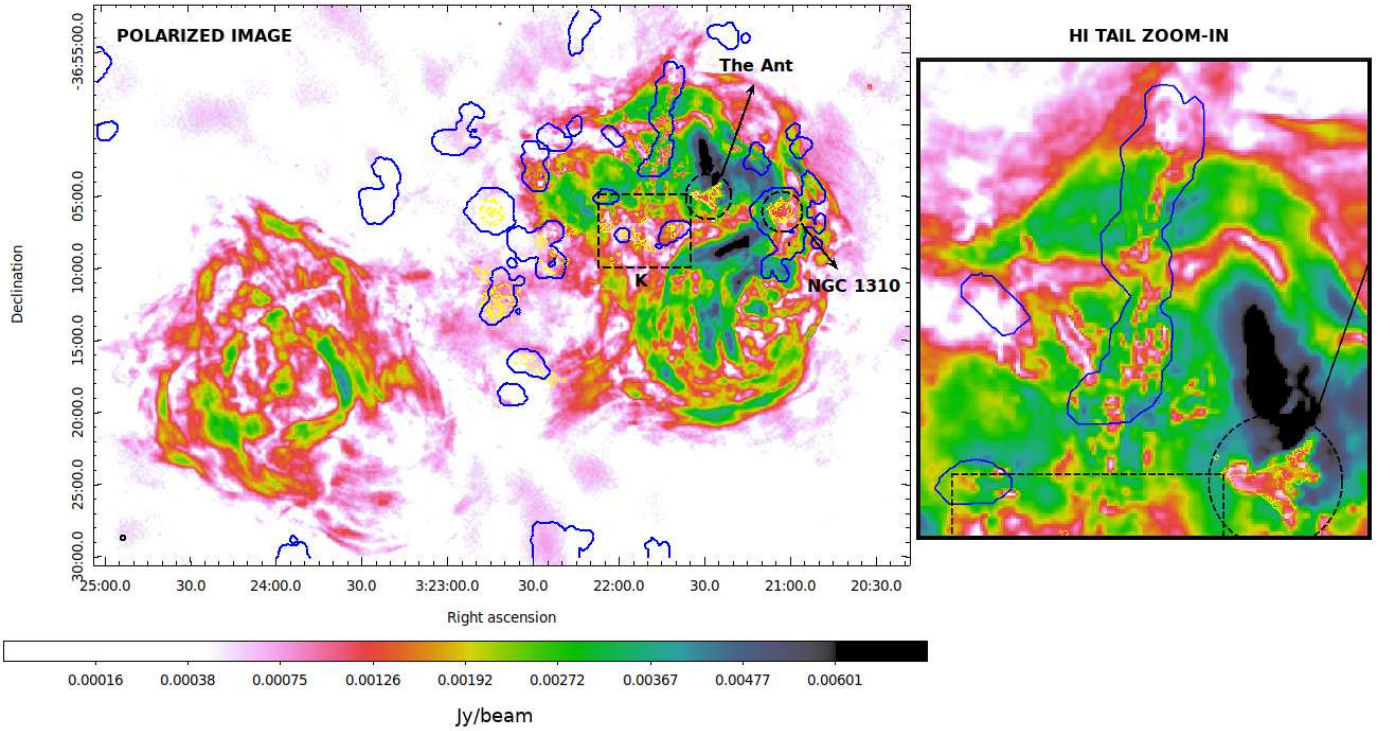 POLARIZED IMAGE
HI TAIL ZOOM-IN
The Ant
NGC 1310
K
Declination
-36:55:00.0
05:00.0
10:00.0
15:00.0
20:00.0
25:00.0
30:00.0
25:00.0 30.0 24:00.0 30.0 3:23:00.0 30.0 22:00.0 30.0 21:00.0 20:30.0
Right ascension
0.00016 0.00038 0.00075 0.00126 0.00192 0.00272 0.00367 0.00477 0.00601
Jy/beam